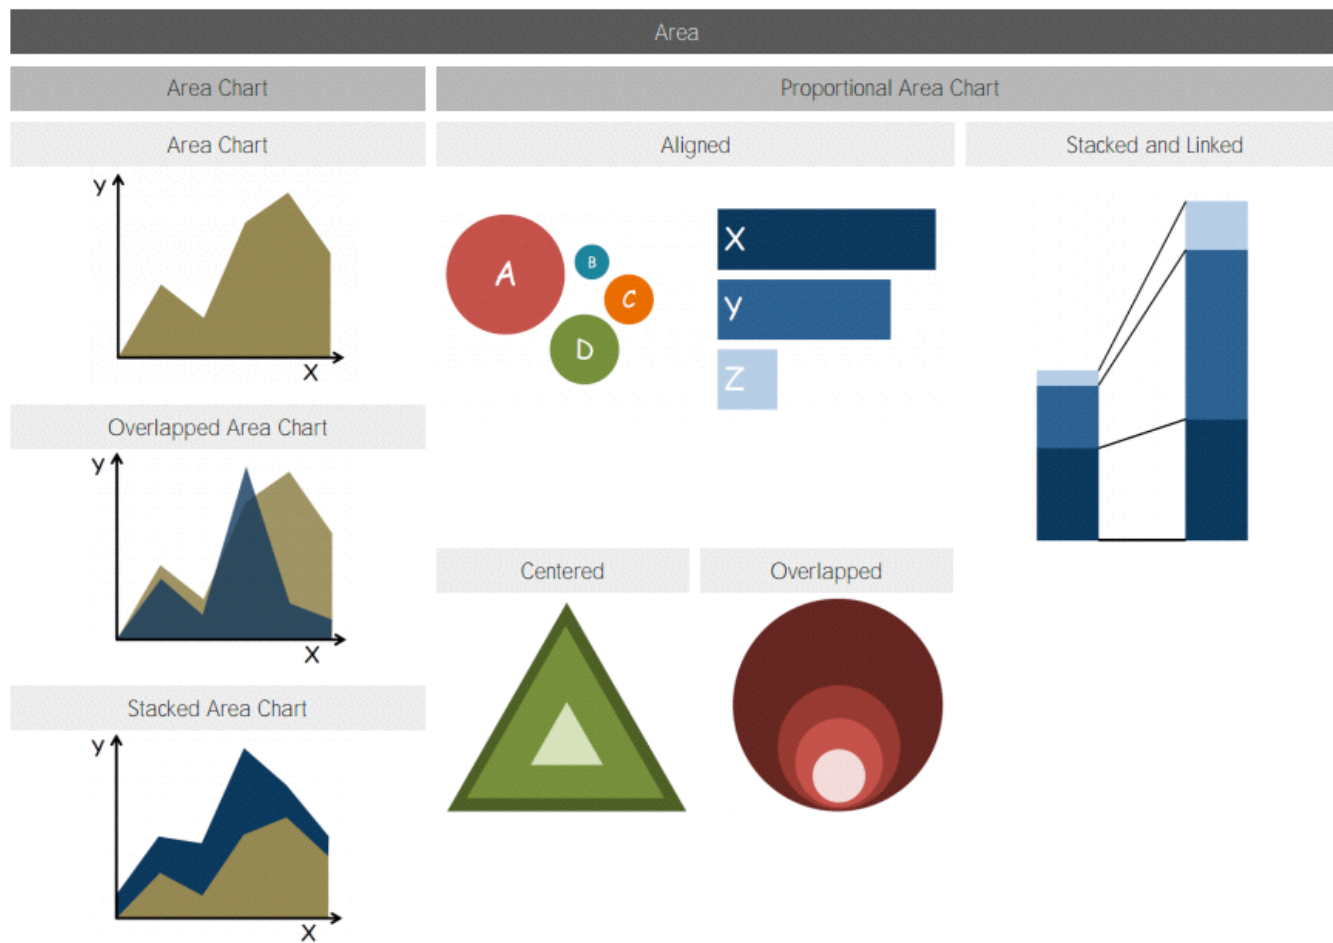 Area
Area Chart
Proportional Area Chart
Area Chart
Aligned
Stacked and Linked
y
X
A
B
C
D
X
y
Z
Overlapped Area Chart
y
X
Centered
Overlapped
Stacked Area Chart
y
X